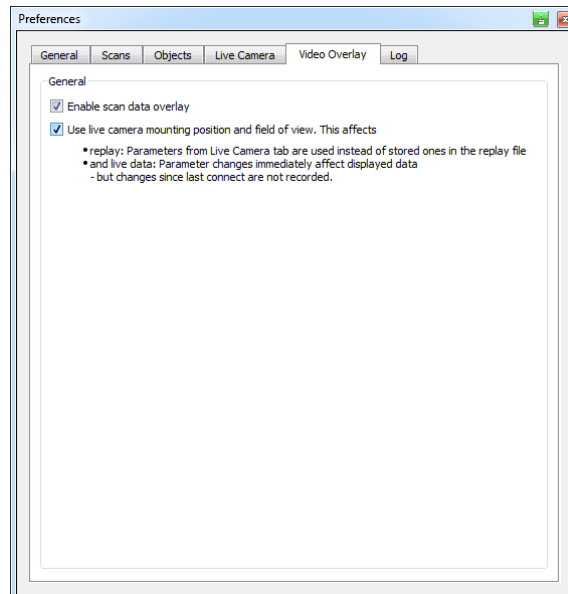 Preferences
General Scans Objects Live Camera Video Overlay Log
General
Enable scan data overlay
Use live camera mounting position and field of view. This affects
• replay: Parameters from Live Camera tab are used instead of stored ones in the replay file
• and live data: Parameter changes immediately affect displayed data
- but changes since last connect are not recorded.